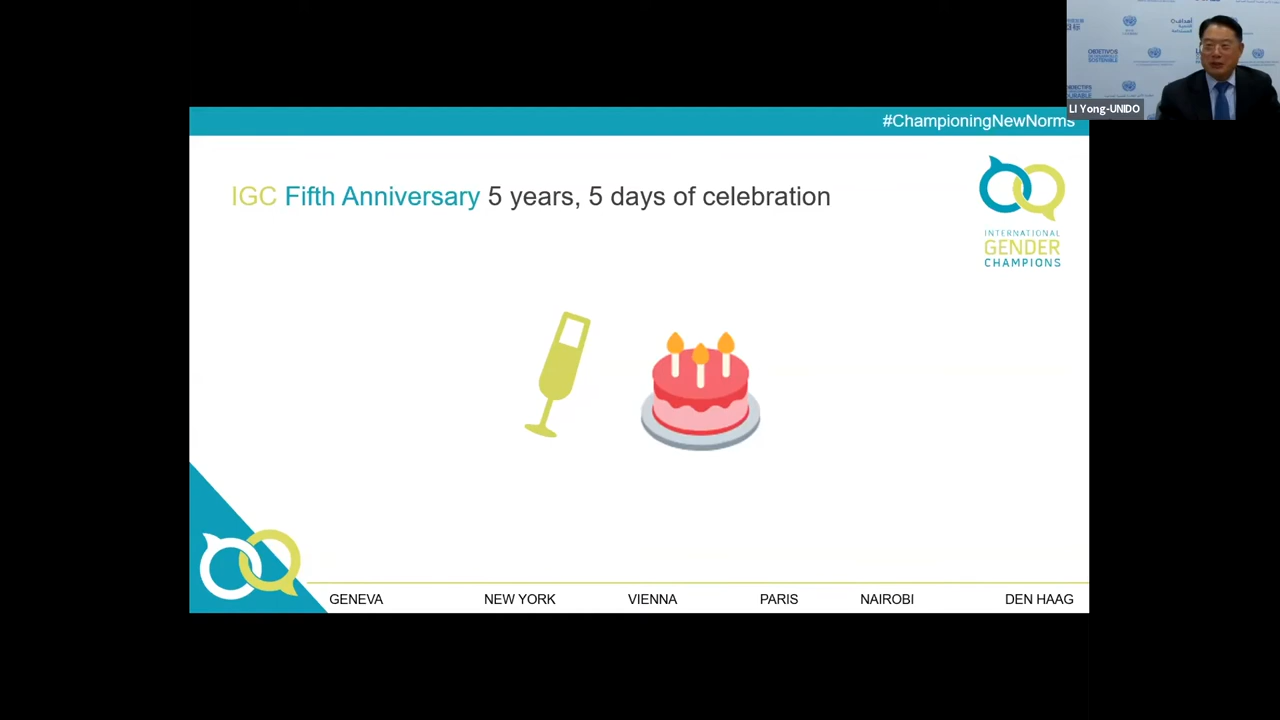 LI Yong-UNIDO
#ChampioningNewNorms
IGC Fifth Anniversary 5 years, 5 days of celebration
INTERNATIONAL
GENDER
CHAMPIONS
GENEVA
NEW YORK
VIENNA
PARIS
NAIROBI
DEN HAAG